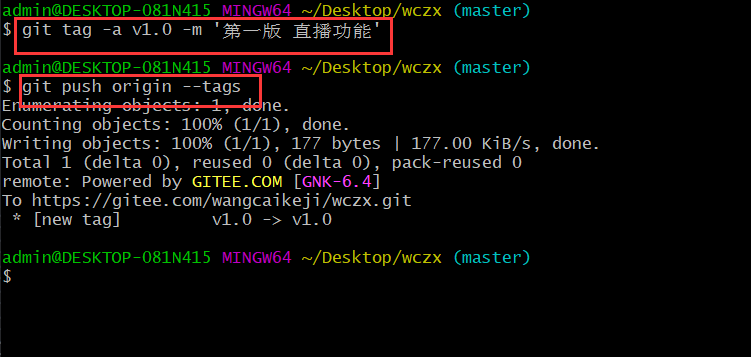 admin@DESKTOP-081N415 MINGW64 ~/Desktop/wczx (master)
$ git tag -a v1.0 -m '第一版 直播功能'
admin@DESKTOP-081N415 MINGW64 ~/Desktop/wczx (master)
$ git push origin --tags
Enumerating objects: 1, done.
Counting objects: 100% (1/1), done.
Writing objects: 100% (1/1), 177 bytes | 177.00 KiB/s, done.
Total 1 (delta 0), reused 0 (delta 0), pack-reused 0
remote: Powered by GITEE.COM [GNK-6.4]
To https://gitee.com/wangcaikeji/wczx.git
 * [new tag]         v1.0 -> v1.0
admin@DESKTOP-081N415 MINGW64 ~/Desktop/wczx (master)
$